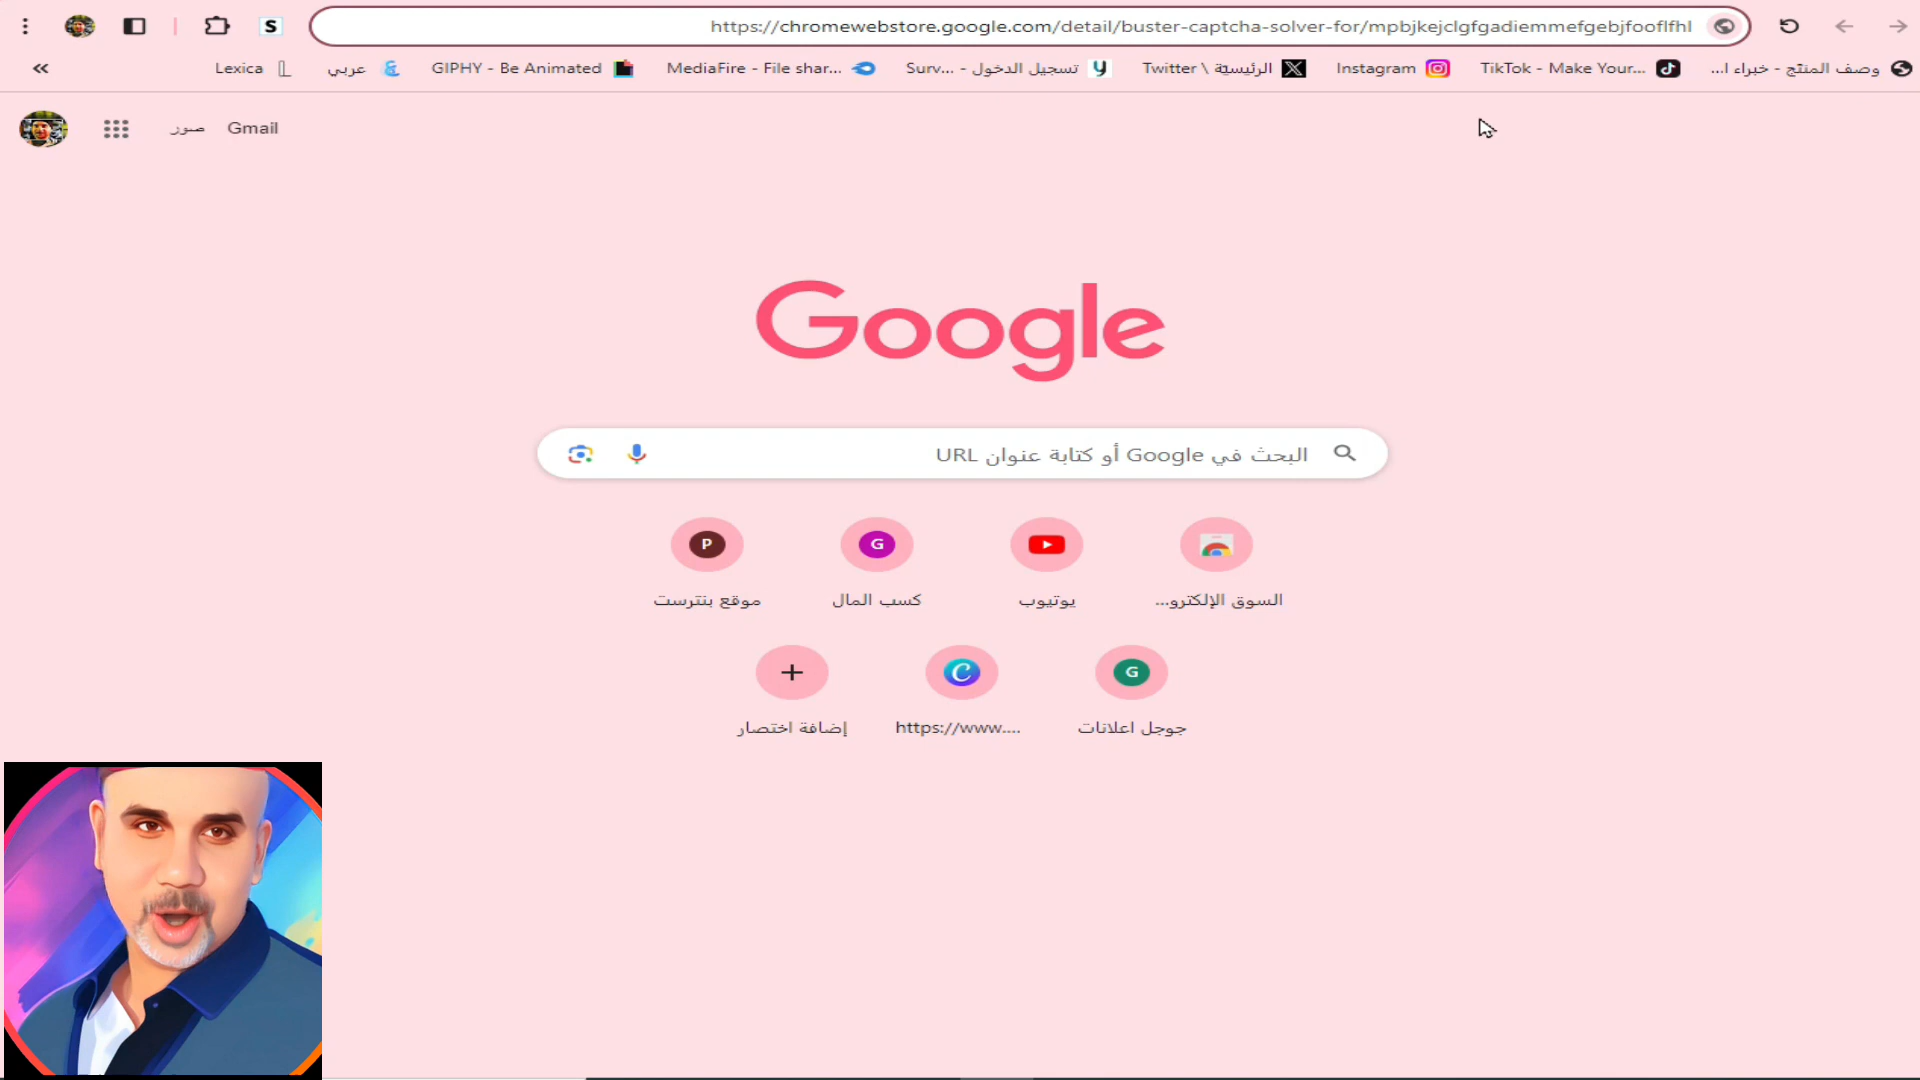 https://chromewebstore.google.com/detail/buster-captcha-solver-for/mpbjkejclgfgadiemmefgebjfooflfhl
S
وصف المنتج - خبراء ا...
TikTok - Make Your...
Instagram
الرئيسيّة \ Twitter
تسجيل الدخول - Surv...
MediaFire - File shar...
GIPHY - Be Animated
عربي
Lexica
Gmail
صور
Google
البحث في Google أو كتابة عنوان URL
السوق الإلكترو...
يوتيوب
G
كسب المال
P
موقع بنترست
G
جوجل اعلانات
https://www....
إضافة اختصار